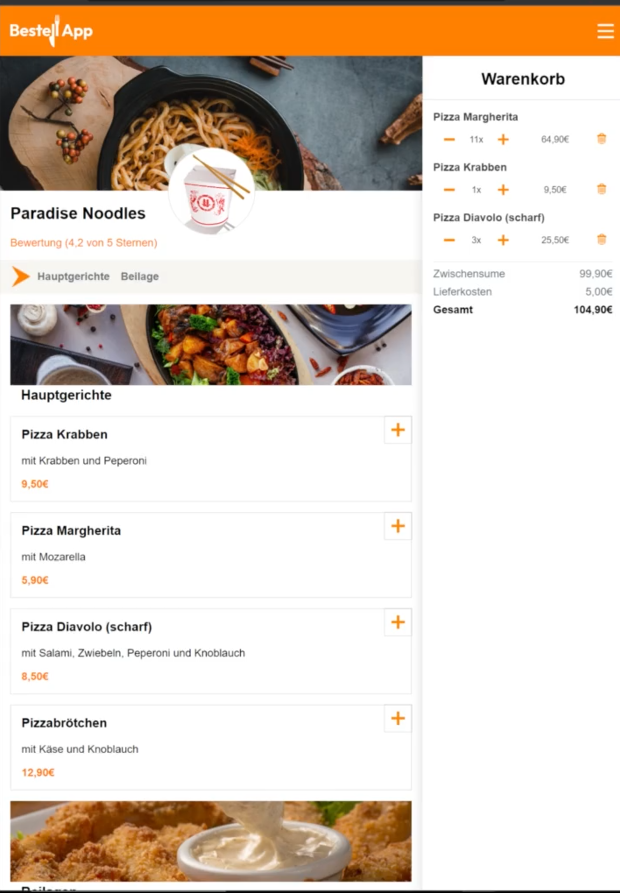 Bestell App
Paradise Noodles
Bewertung (4,2 von 5 Sternen)
Hauptgerichte Beilage
Hauptgerichte
Pizza Krabben
mit Krabben und Peperoni
9,50€
Pizza Margherita
mit Mozarella
5,90€
Pizza Diavolo (scharf)
mit Salami, Zwiebeln, Peperoni und Knoblauch
8,50€
Pizzabrötchen
mit Käse und Knoblauch
12,90€
Warenkorb
Pizza Margherita
11x 64,90€
Pizza Krabben
1x 9,50€
Pizza Diavolo (scharf)
3x 25,50€
Zwischensume 99,90€
Lieferkosten 5,00€
Gesamt 104,90€